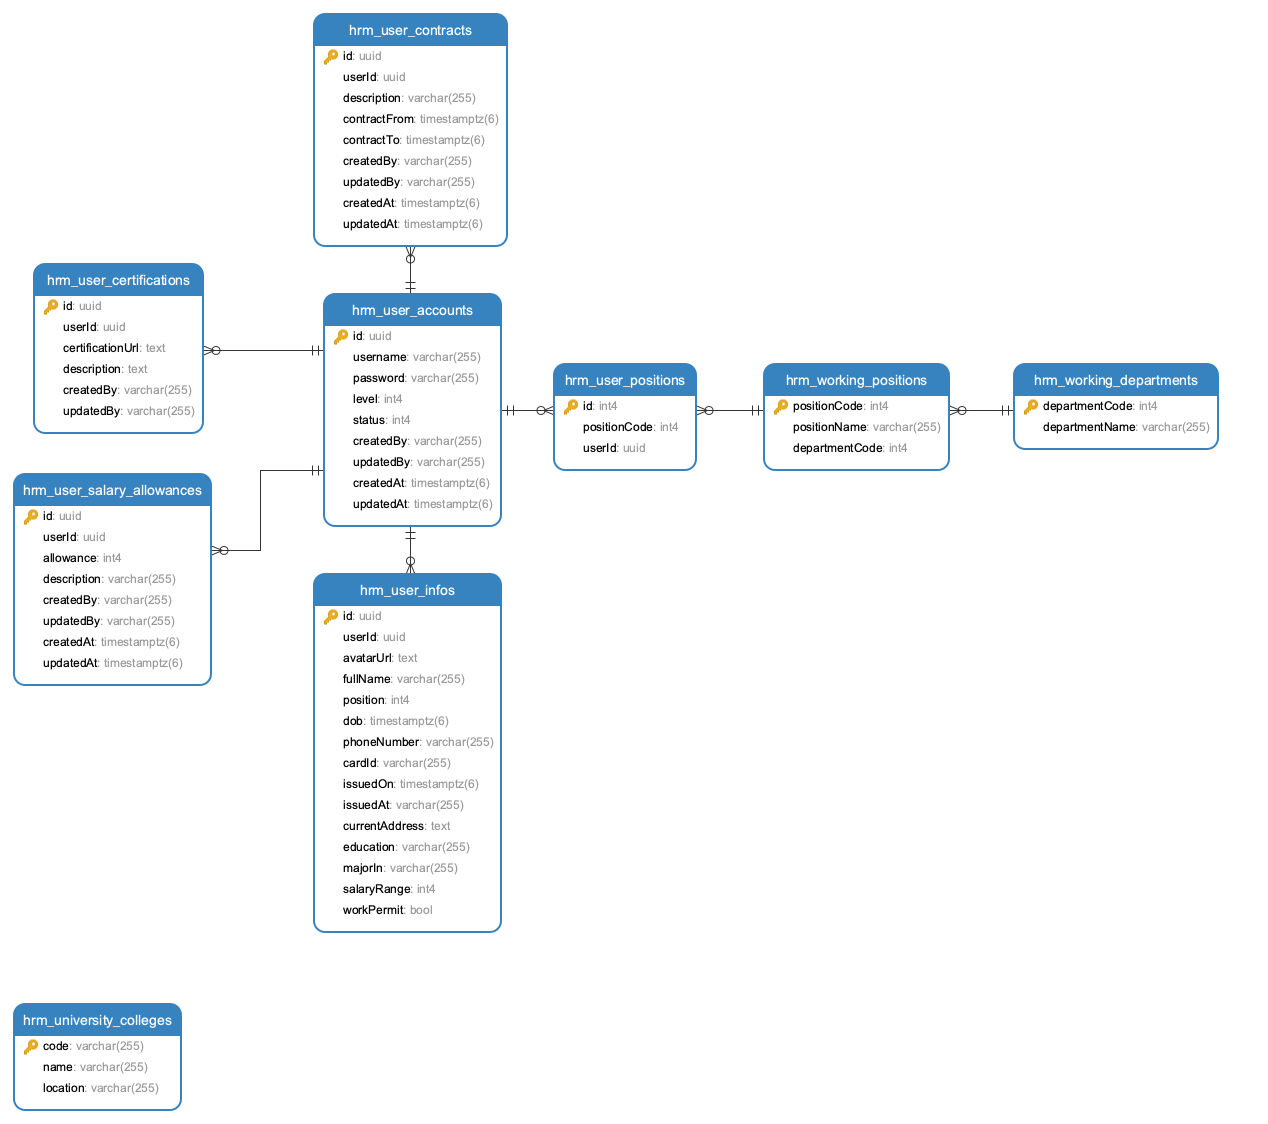 hrm_user_contracts
id: uuid
userId: uuid
description: varchar(255)
contractFrom: timestamptz(6)
contractTo: timestamptz(6)
createdBy: varchar(255)
updatedBy: varchar(255)
createdAt: timestamptz(6)
updatedAt: timestamptz(6)
hrm_user_certifications
id: uuid
userId: uuid
certificationUrl: text
description: text
createdBy: varchar(255)
updatedBy: varchar(255)
hrm_user_accounts
id: uuid
username: varchar(255)
password: varchar(255)
level: int4
status: int4
createdBy: varchar(255)
updatedBy: varchar(255)
createdAt: timestamptz(6)
updatedAt: timestamptz(6)
hrm_user_positions
id: int4
positionCode: int4
userId: uuid
hrm_working_positions
positionCode: int4
positionName: varchar(255)
departmentCode: int4
hrm_working_departments
departmentCode: int4
departmentName: varchar(255)
hrm_user_salary_allowances
id: uuid
userId: uuid
allowance: int4
description: varchar(255)
createdBy: varchar(255)
updatedBy: varchar(255)
createdAt: timestamptz(6)
updatedAt: timestamptz(6)
hrm_user_infos
id: uuid
userId: uuid
avatarUrl: text
fullName: varchar(255)
position: int4
dob: timestamptz(6)
phoneNumber: varchar(255)
cardId: varchar(255)
issuedOn: timestamptz(6)
issuedAt: varchar(255)
currentAddress: text
education: varchar(255)
majorIn: varchar(255)
salaryRange: int4
workPermit: bool
hrm_university_colleges
code: varchar(255)
name: varchar(255)
location: varchar(255)